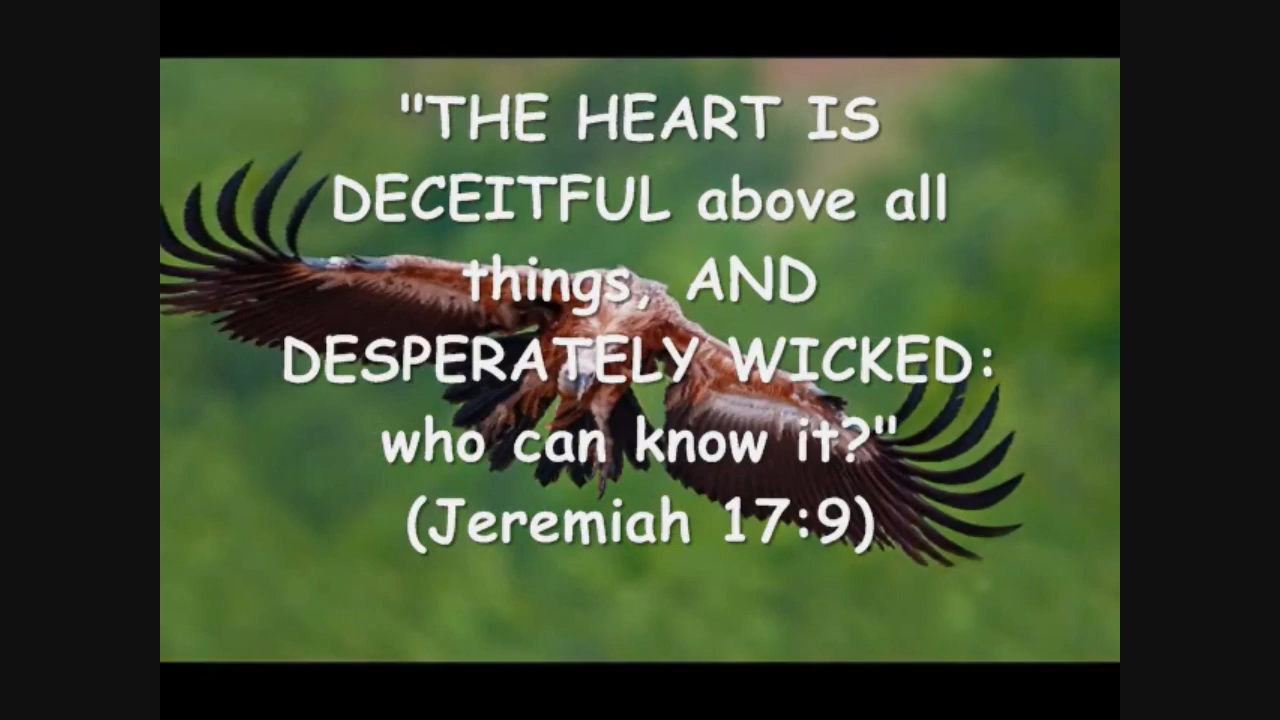 "THE HEART IS
DECEITFUL above all
things, AND
DESPERATELY WICKED:
who can know it?"
(Jeremiah 17:9)